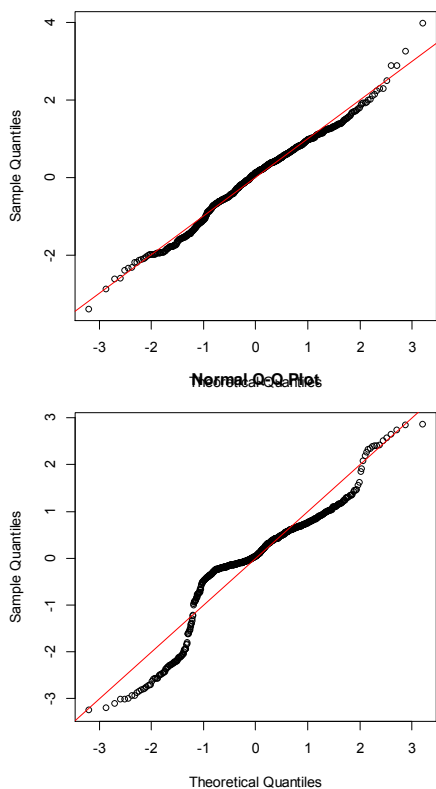 4
2
0
-2
Sample Quantiles
-3 -2 -1 0 1 2 3
Theoretical Quantiles
Normal Q-Q Plot
3
2
1
0
-1
-2
-3
Sample Quantiles
-3 -2 -1 0 1 2 3
Theoretical Quantiles